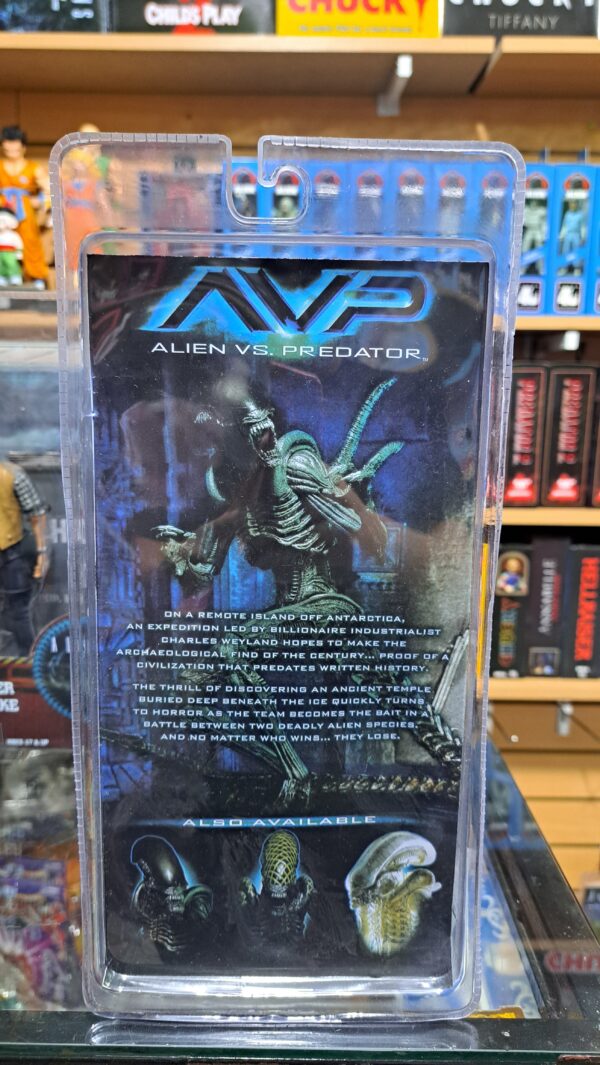 CHILD'S PLAY
CHUCKY
TIFFANY
AVP
ALIEN VS. PREDATOR™
ON A REMOTE ISLAND OFF ANTARCTICA,
AN EXPEDITION LED BY BILLIONAIRE INDUSTRIALIST
CHARLES WEYLAND HOPES TO MAKE THE
ARCHAEOLOGICAL FIND OF THE CENTURY... PROOF OF A
CIVILIZATION THAT PREDATES WRITTEN HISTORY.
THE THRILL OF DISCOVERING AN ANCIENT TEMPLE
BURIED DEEP BENEATH THE ICE QUICKLY TURNS
TO HORROR AS THE TEAM BECOMES THE BAIT IN A
BATTLE BETWEEN TWO DEADLY ALIEN SPECIES.
AND NO MATTER WHO WINS... THEY LOSE.
ALSO AVAILABLE
PREDATOR 2
PREDATOR 2
ANNABELLE
HELLRAISER